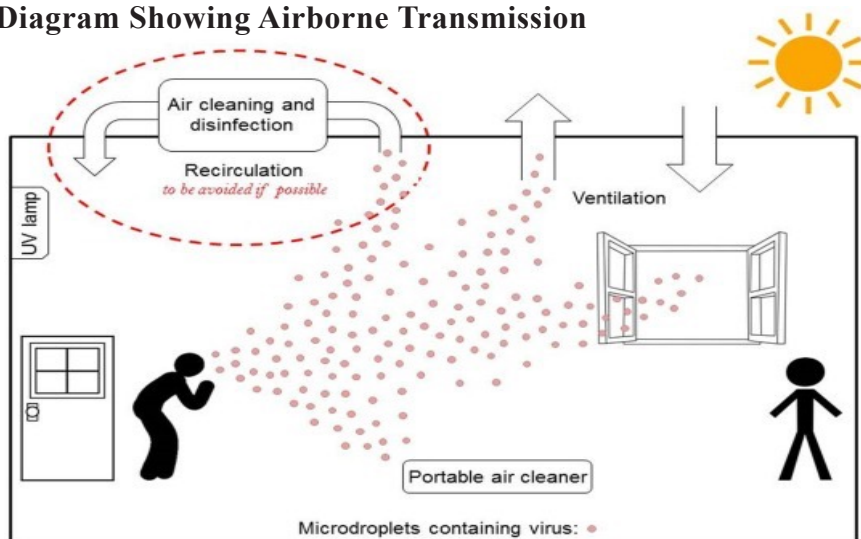 Diagram Showing Airborne Transmission
Air cleaning and
disinfection
Recirculation
to be avoided if possible
UV lamp
Ventilation
Portable air cleaner
Microdroplets containing virus: